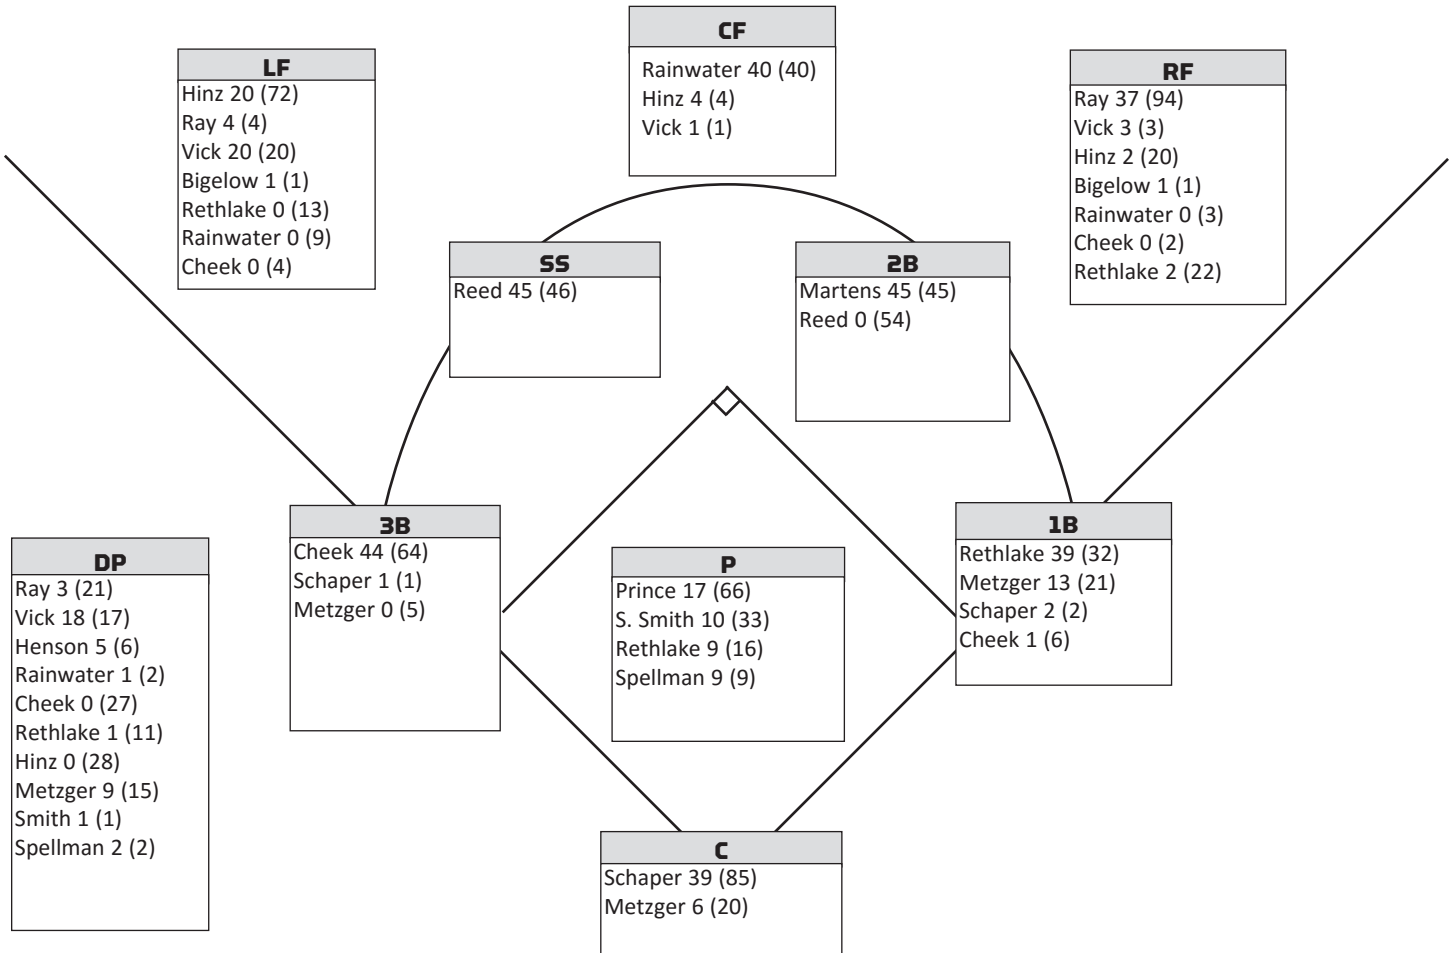 CF
Rainwater 40 (40)
Hinz 4 (4)
Vick 1 (1)
LF
Hinz 20 (72)
Ray 4 (4)
Vick 20 (20)
Bigelow 1 (1)
Rethlake 0 (13)
Rainwater 0 (9)
Cheek 0 (4)
RF
Ray 37 (94)
Vick 3 (3)
Hinz 2 (20)
Bigelow 1 (1)
Rainwater 0 (3)
Cheek 0 (2)
Rethlake 2 (22)
SS
Reed 45 (46)
2B
Martens 45 (45)
Reed 0 (54)
3B
Cheek 44 (64)
Schaper 1 (1)
Metzger 0 (5)
1B
Rethlake 39 (32)
Metzger 13 (21)
Schaper 2 (2)
Cheek 1 (6)
DP
Ray 3 (21)
Vick 18 (17)
Henson 5 (6)
Rainwater 1 (2)
Cheek 0 (27)
Rethlake 1 (11)
Hinz 0 (28)
Metzger 9 (15)
Smith 1 (1)
Spellman 2 (2)
P
Prince 17 (66)
S. Smith 10 (33)
Rethlake 9 (16)
Spellman 9 (9)
C
Schaper 39 (85)
Metzger 6 (20)